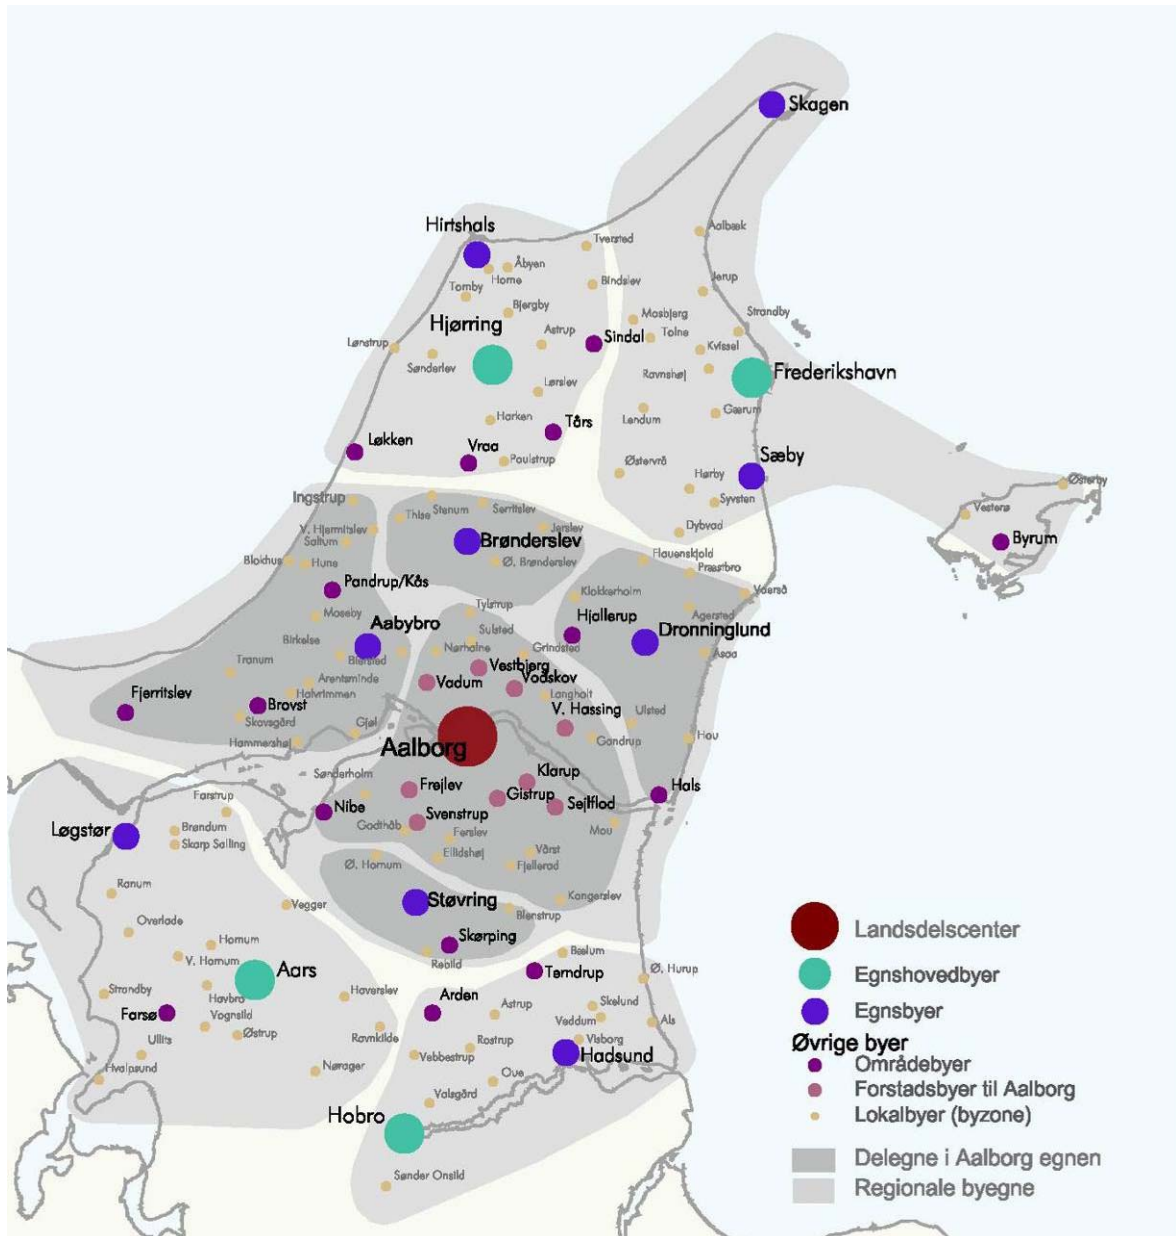 Skagen
Aalbæk
Hirtshals
Tversted
Åbyen
Horne
Bindslev
Jerup
Tornby
Bjergby
Mosbjerg
Strandby
Hjørring
Astrup
Sindal
Tolne
Kvissel
Lønstrup
Sønderlev
Ravnshøj
Frederikshavn
Lørslev
Lendum
Gærum
Harken
Tårs
Løkken
Vraa
Poulstrup
Østervrå
Hørby
Sæby
Syvsten
Østerby
Vesterø
Byrum
Dybvad
Ingstrup
Stenum
Serritslev
Thise
Jerslev
V. Hjermitslev
Saltum
Brønderslev
Blokhus
Hune
Ø. Brønderslev
Flauenskjold
Præstbro
Pandrup/Kås
Klokkerholm
Voerså
Moseby
Tylstrup
Hjallerup
Agersted
Birkelse
Aabybro
Sulsted
Dronninglund
Biersted
Nørhalne
Grindsted
Asaa
Tranum
Vestbjerg
Arentsminde
Vadum
Vodskov
Halvrimmen
Langholt
Fjerritslev
Brovst
Skovsgård
V. Hassing
Ulsted
Hammershøj
Gjøl
Aalborg
Gandrup
Hou
Sønderholm
Frejlev
Klarup
Gistrup
Hals
Farstrup
Nibe
Sejlflod
Løgstør
Brøndum
Svenstrup
Skarp Salling
Godthåb
Ferslev
Mou
Ø. Hornum
Ellidshøj
Vårst
Fjellerad
Ranum
Vegger
Støvring
Kongerslev
Overlade
Blenstrup
Hornum
Skørping
V. Hornum
Rebild
Bælum
Aars
Terndrup
Ø. Hurup
Strandby
Havbro
Haverslev
Arden
Astrup
Skelund
Farsø
Vognsild
Veddum
Als
Østrup
Ravnkilde
Visborg
Ullits
Rostrup
Hvalpsund
Vebbestrup
Hadsund
Nørager
Oue
Valsgård
Hobro
Sønder Onsild
Landsdelscenter
Egnshovedbyer
Egnsbyer
Øvrige byer
Områdebyer
Forstadsbyer til Aalborg
Lokalbyer (byzone)
Delegne i Aalborg egnen
Regionale byegne